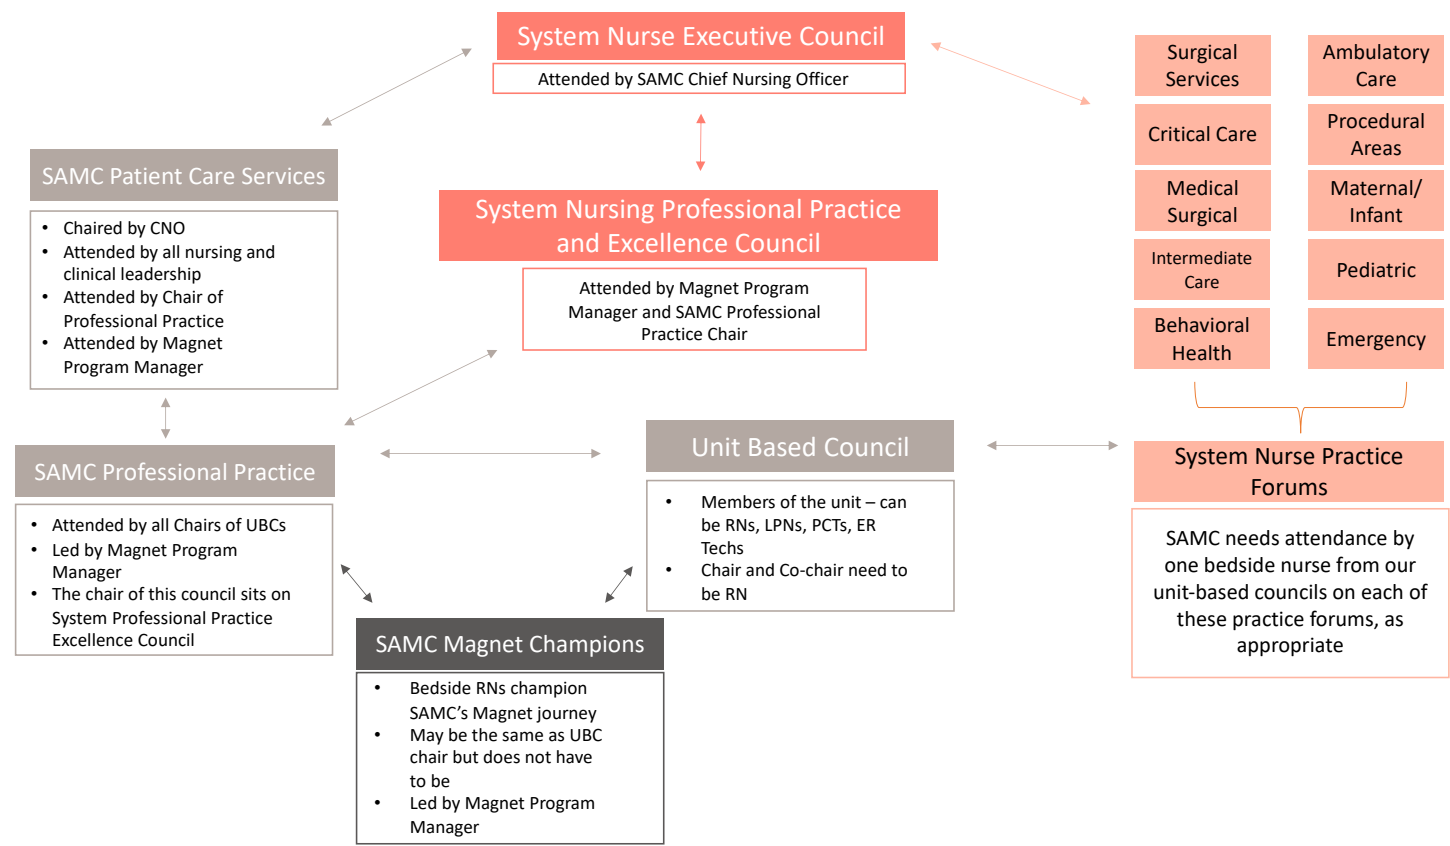 System Nurse Executive Council
Attended by SAMC Chief Nursing Officer
SAMC Patient Care Services
• Chaired by CNO
• Attended by all nursing and
clinical leadership
• Attended by Chair of
Professional Practice
• Attended by Magnet
Program Manager
System Nursing Professional Practice
and Excellence Council
Attended by Magnet Program
Manager and SAMC Professional
Practice Chair
Surgical
Services
Ambulatory
Care
Critical Care
Procedural
Areas
Medical
Surgical
Maternal/
Infant
Intermediate
Care
Pediatric
Behavioral
Health
Emergency
SAMC Professional Practice
• Attended by all Chairs of UBCs
• Led by Magnet Program
Manager
• The chair of this council sits on
System Professional Practice
Excellence Council
Unit Based Council
• Members of the unit – can
be RNs, LPNs, PCTs, ER
Techs
• Chair and Co-chair need to
be RN
System Nurse Practice
Forums
SAMC needs attendance by
one bedside nurse from our
unit-based councils on each of
these practice forums, as
appropriate
SAMC Magnet Champions
• Bedside RNs champion
SAMC’s Magnet journey
• May be the same as UBC
chair but does not have
to be
• Led by Magnet Program
Manager